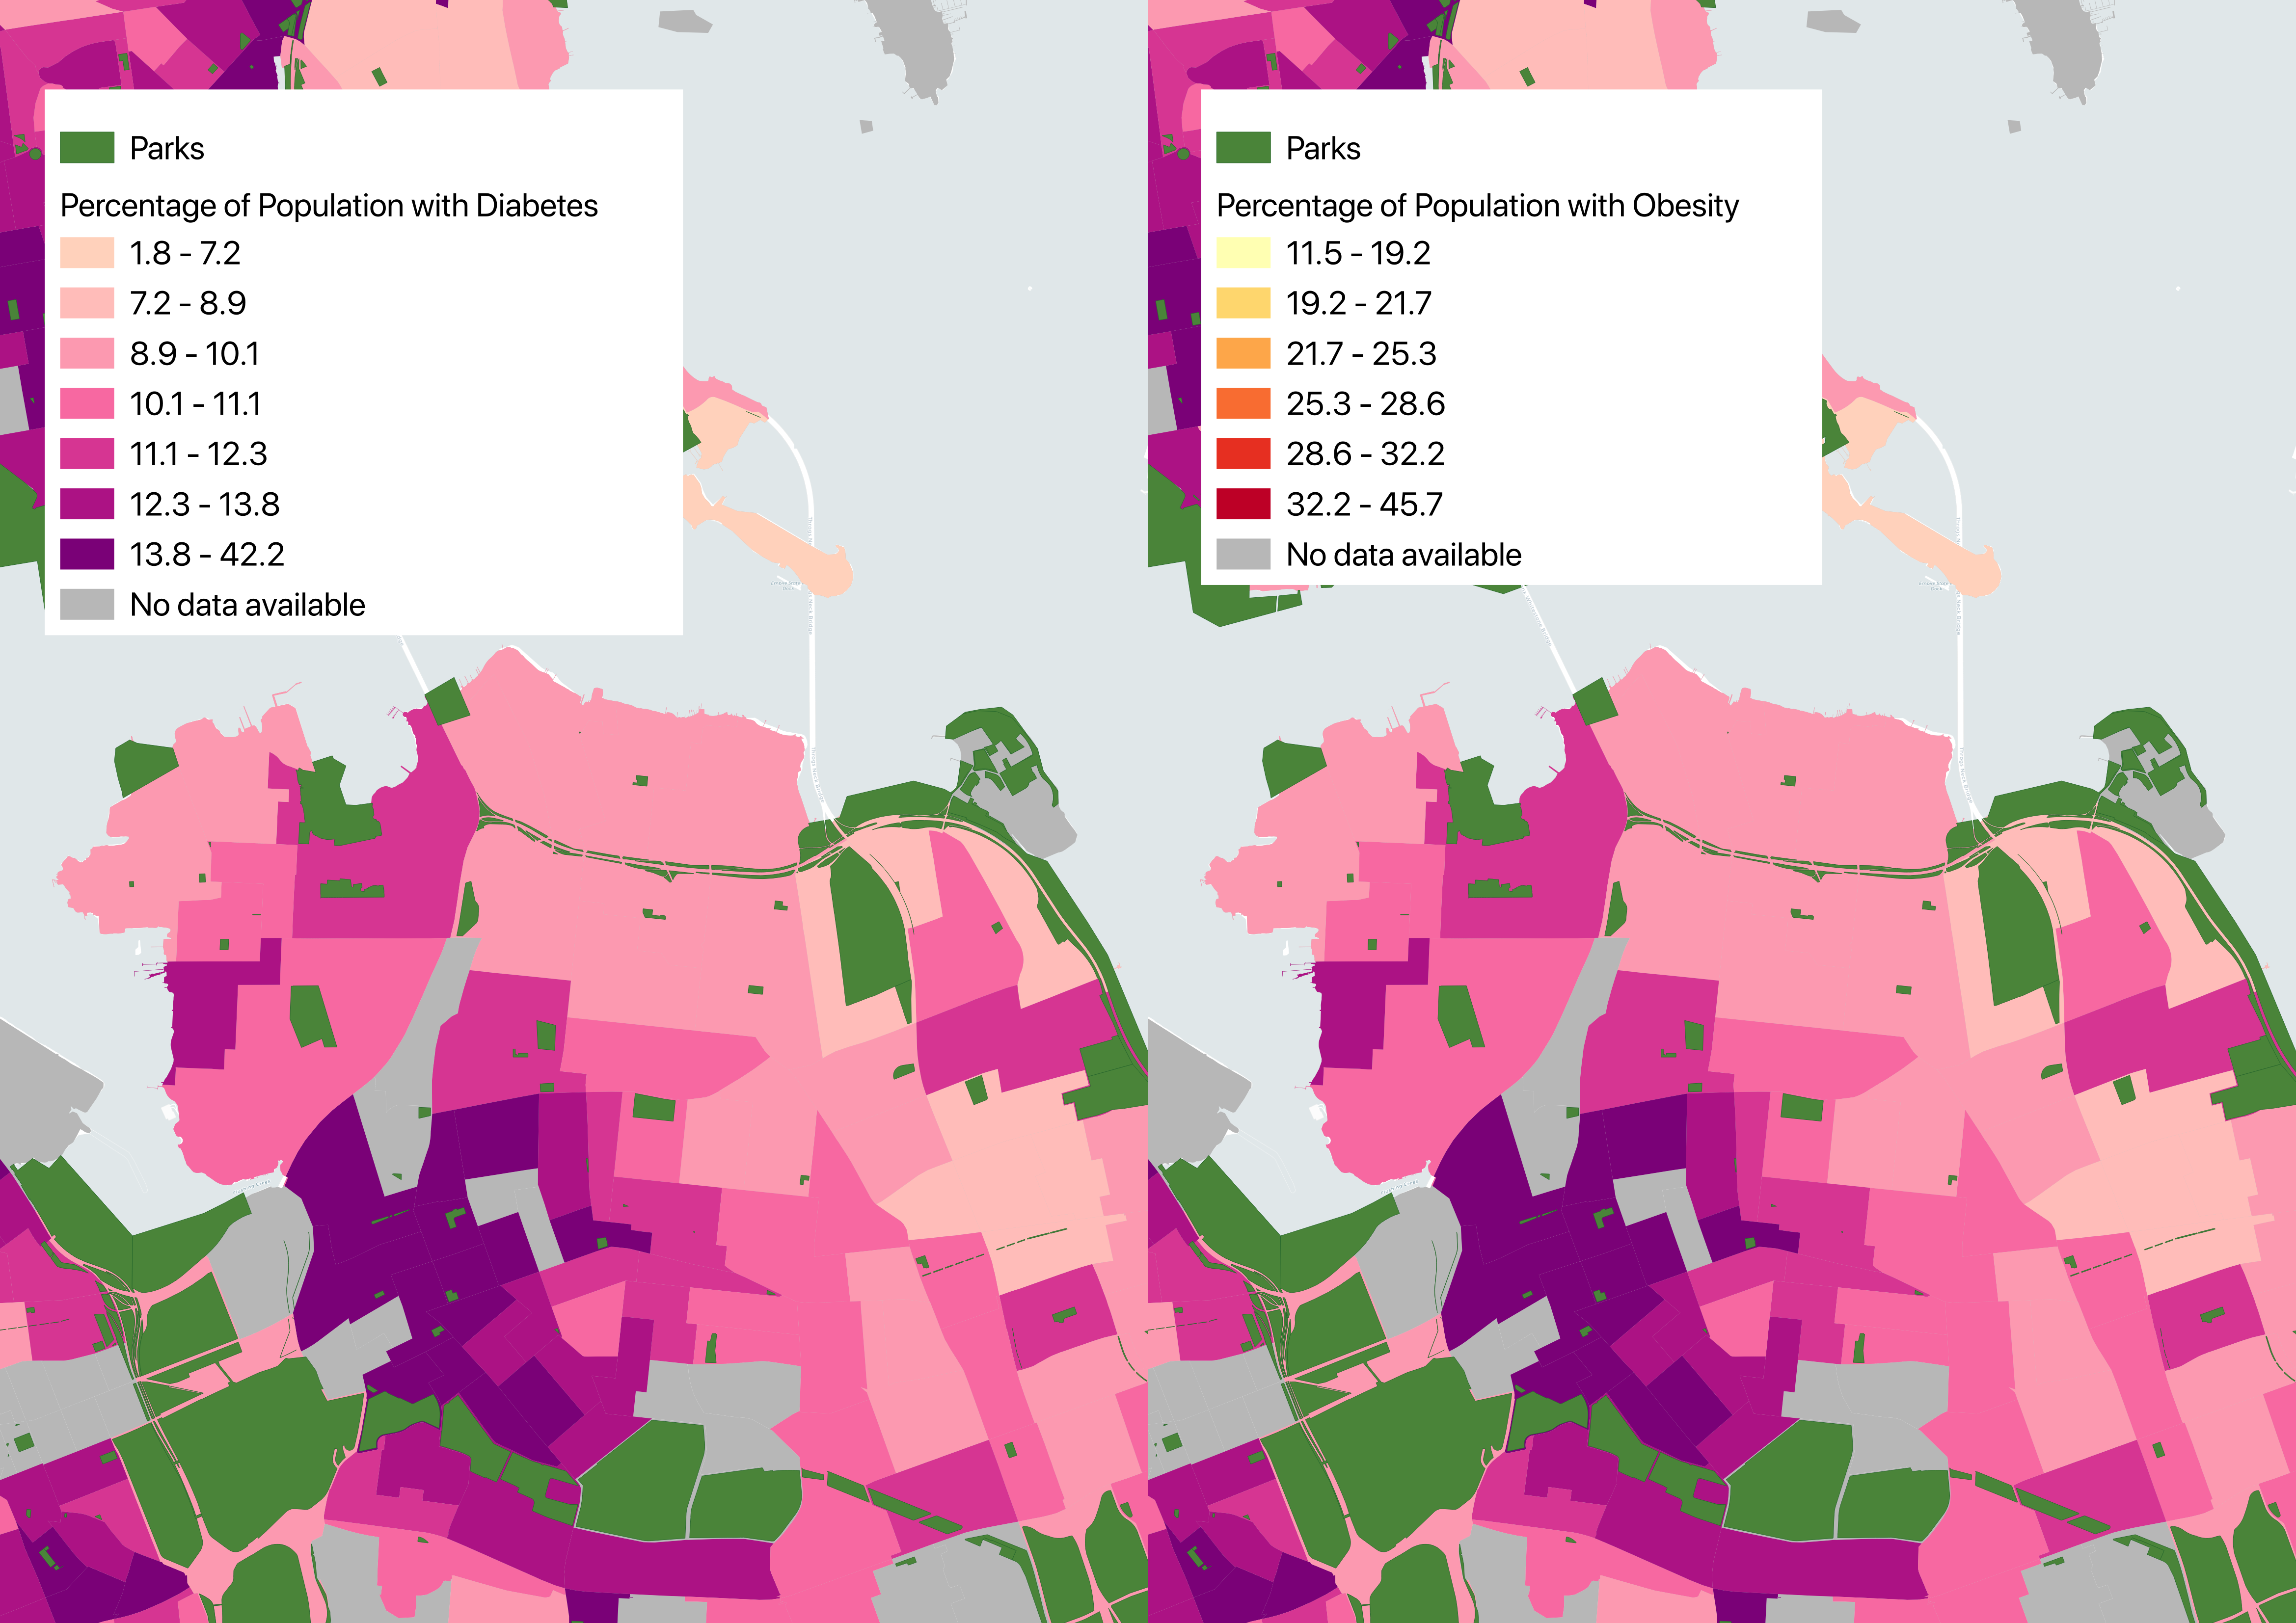 Parks
Percentage of Population with Diabetes
1.8 - 7.2
7.2 - 8.9
8.9 - 10.1
10.1 - 11.1
11.1 - 12.3
12.3 - 13.8
13.8 - 42.2
No data available
Parks
Percentage of Population with Obesity
11.5 - 19.2
19.2 - 21.7
21.7 - 25.3
25.3 - 28.6
28.6 - 32.2
32.2 - 45.7
No data available